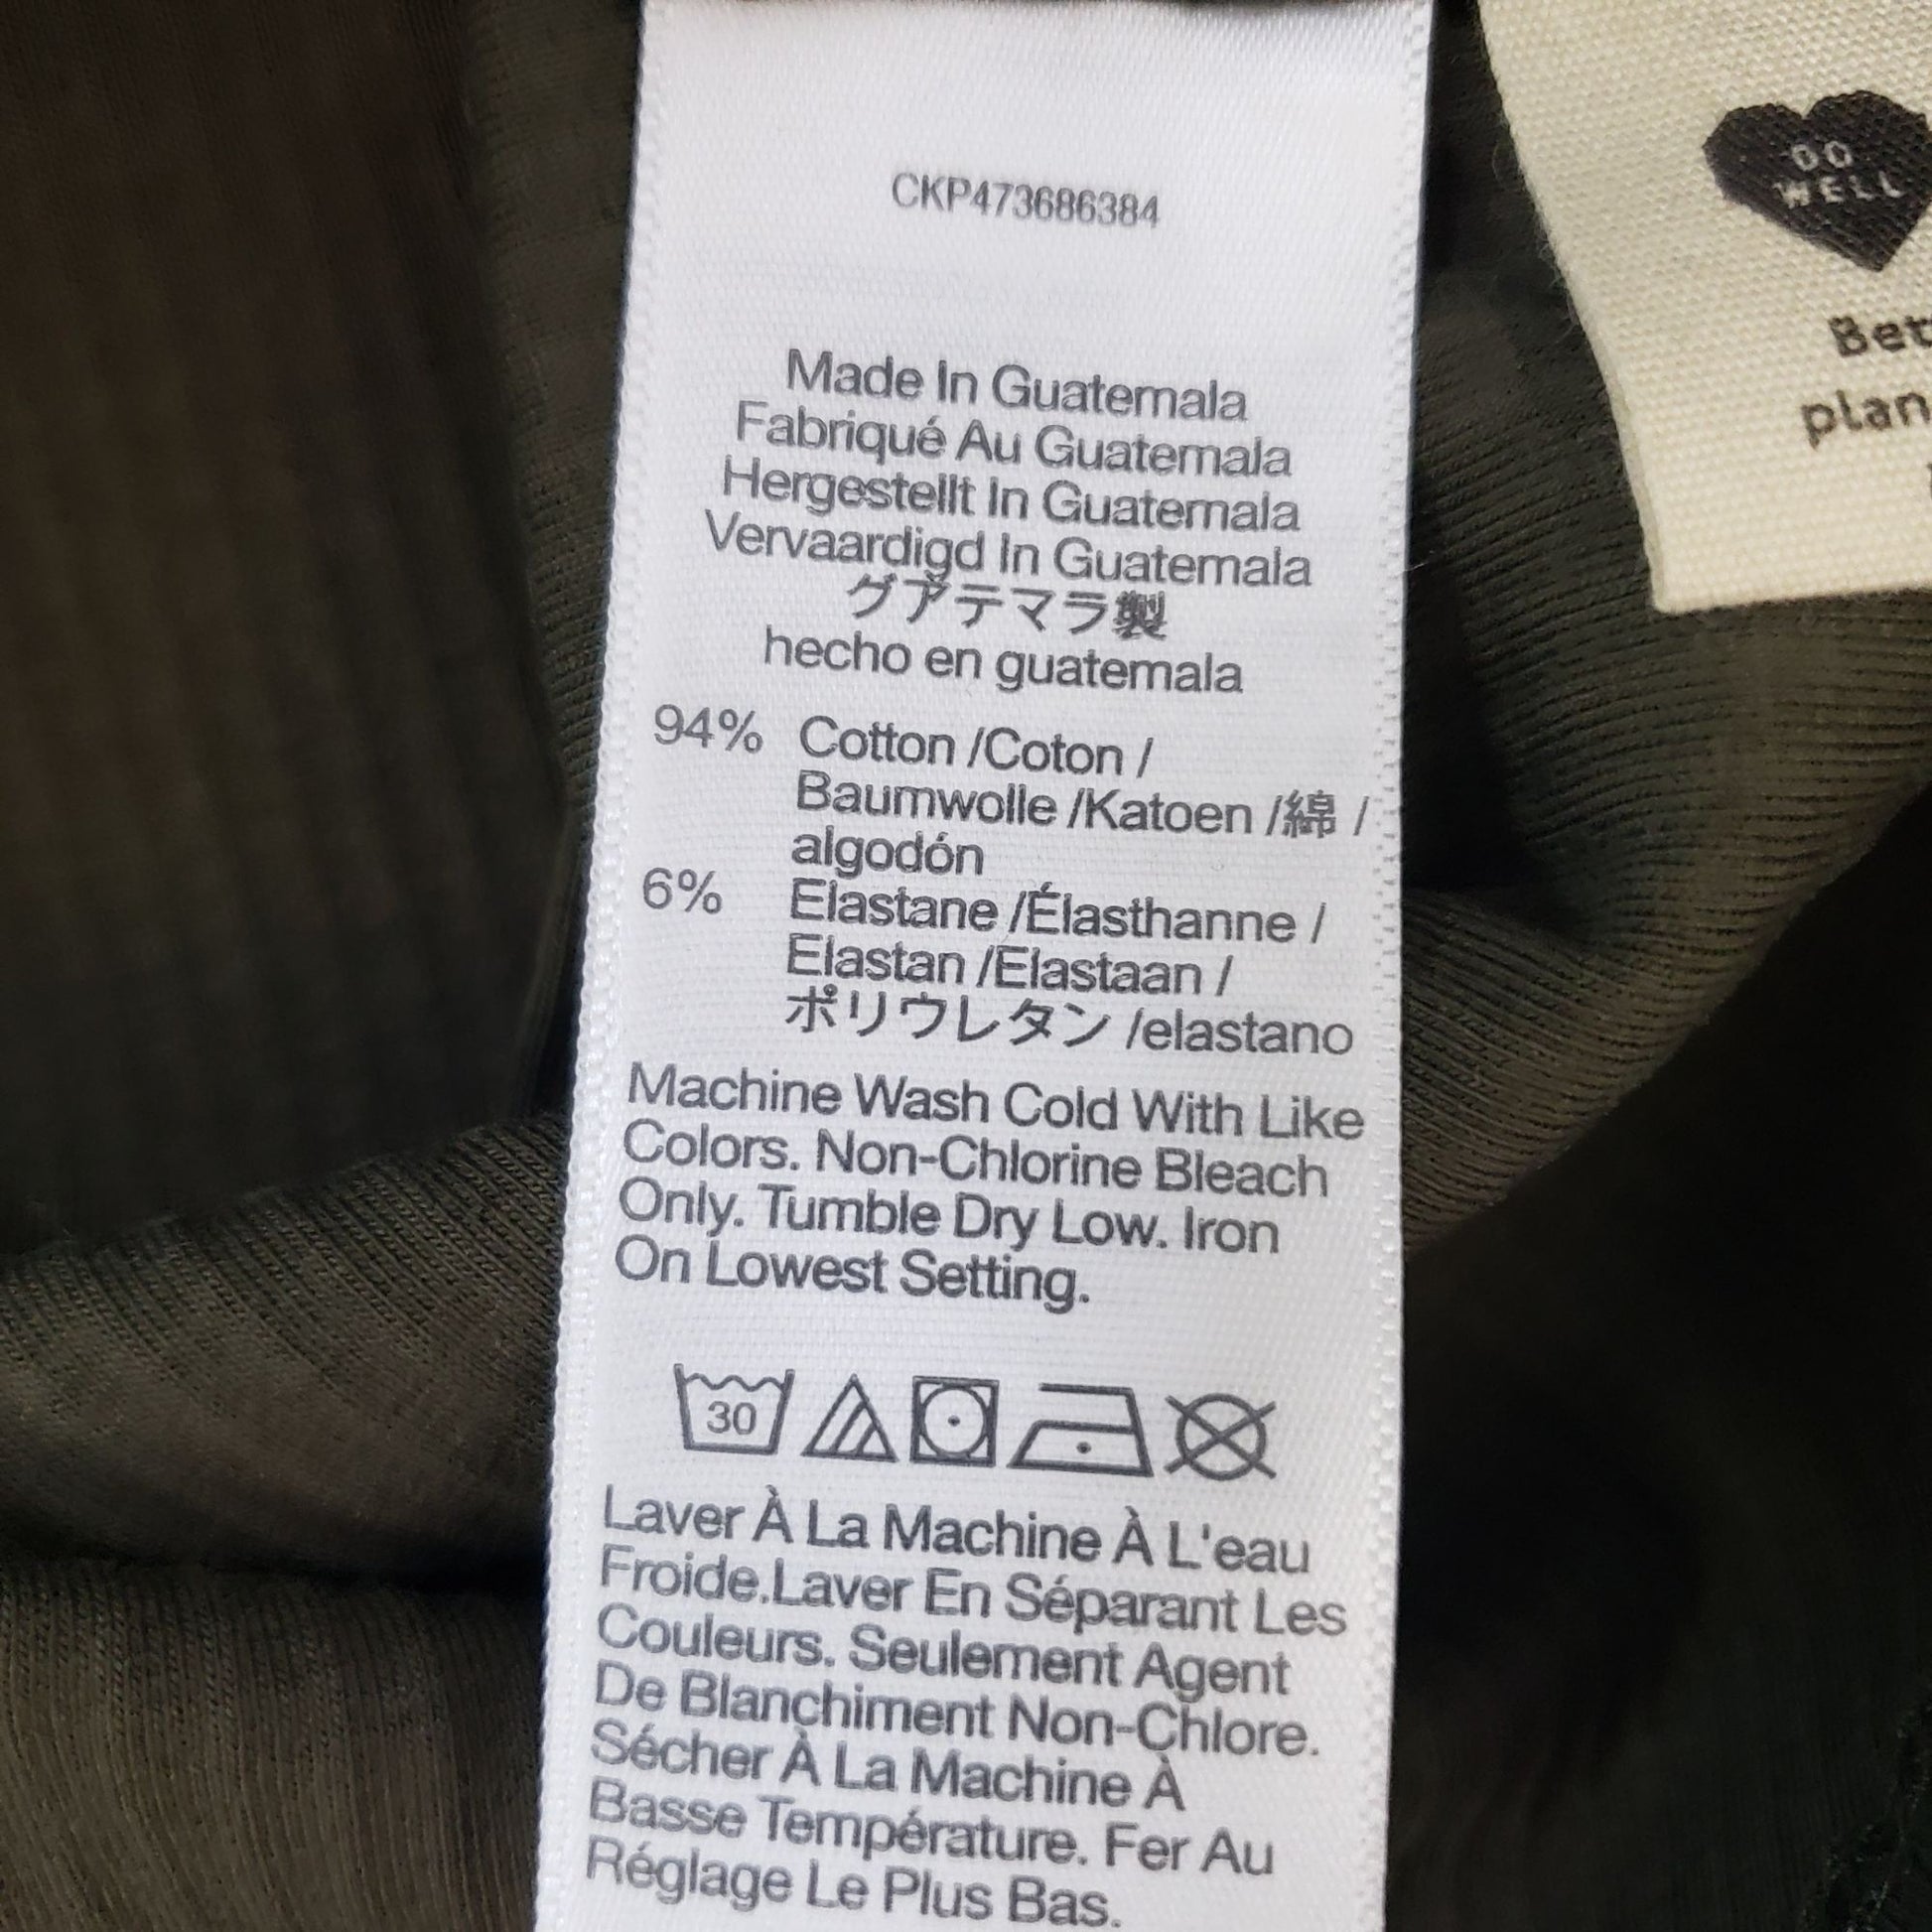 CKP473686384
Made In Guatemala
Fabriqué Au Guatemala
Hergestellt In Guatemala
Vervaardigd In Guatemala
グアテマラ製
hecho en guatemala
94% Cotton /Coton /
Baumwolle /Katoen /綿 /
algodón
6% Elastane /Élasthanne /
Elastan /Elastaan /
ポリウレタン /elastano
Machine Wash Cold With Like
Colors. Non-Chlorine Bleach
Only. Tumble Dry Low. Iron
On Lowest Setting.
30
Laver À La Machine À L'eau
Froide.Laver En Séparant Les
Couleurs. Seulement Agent
De Blanchiment Non-Chlore.
Sécher À La Machine À
Basse Température. Fer Au
Réglage Le Plus Bas.
DO
WELL